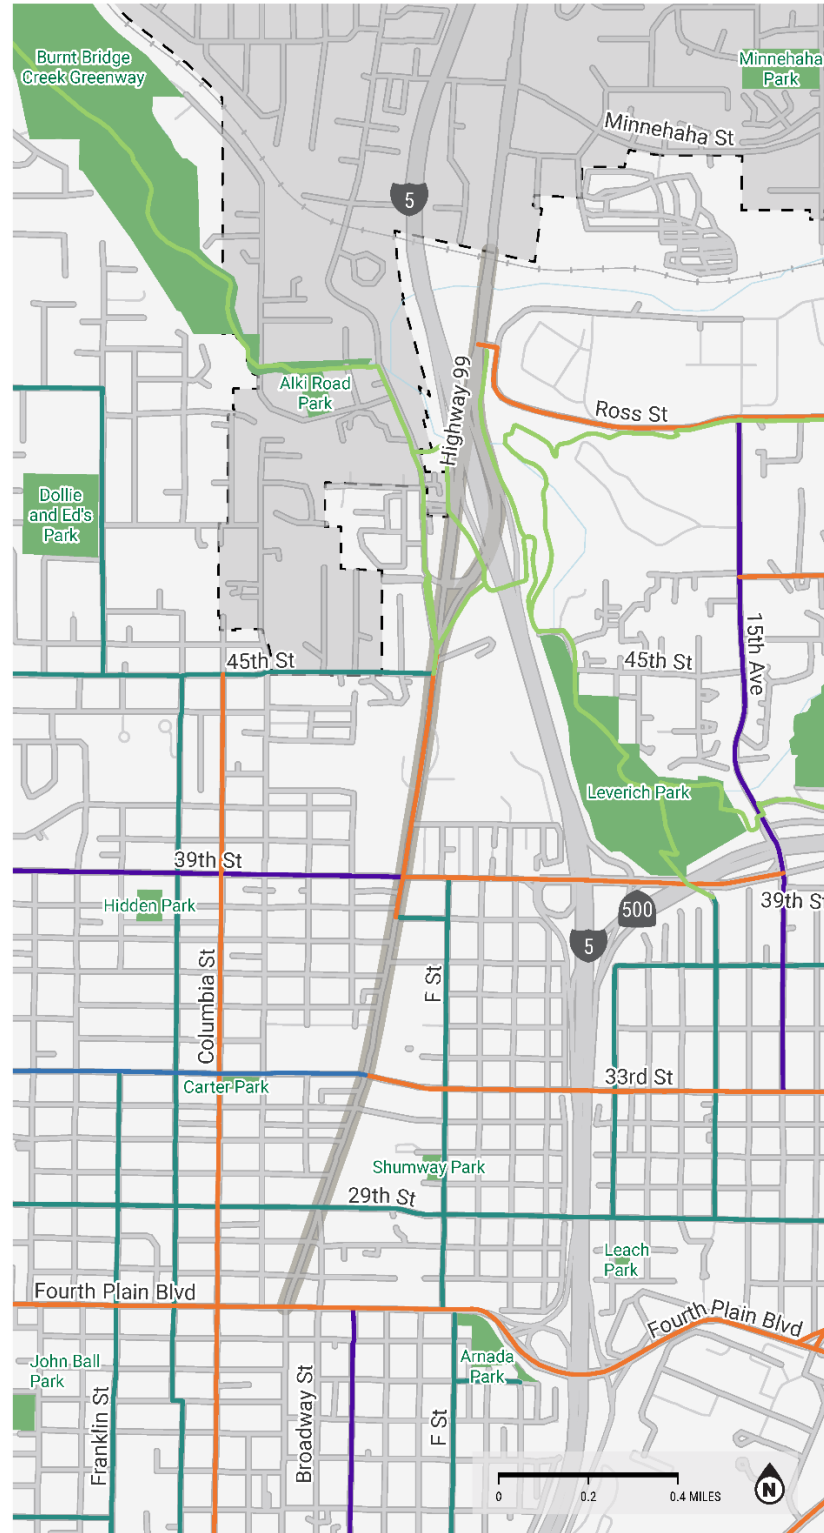 Burnt Bridge
Creek Greenway
Minnehaha
Park
Minnehaha St
5
Highway 99
Alki Road
Park
Ross St
Dollie
and Ed's
Park
45th St
45th St
15th Ave
Leverich Park
39th St
Hidden Park
500
39th St
5
Columbia St
F St
33rd St
Carter Park
Shumway Park
29th St
Leach
Park
Fourth Plain Blvd
Fourth Plain Blvd
John Ball
Park
Arnada
Park
Franklin St
Broadway St
F St
0
0.2
0.4 MILES
N